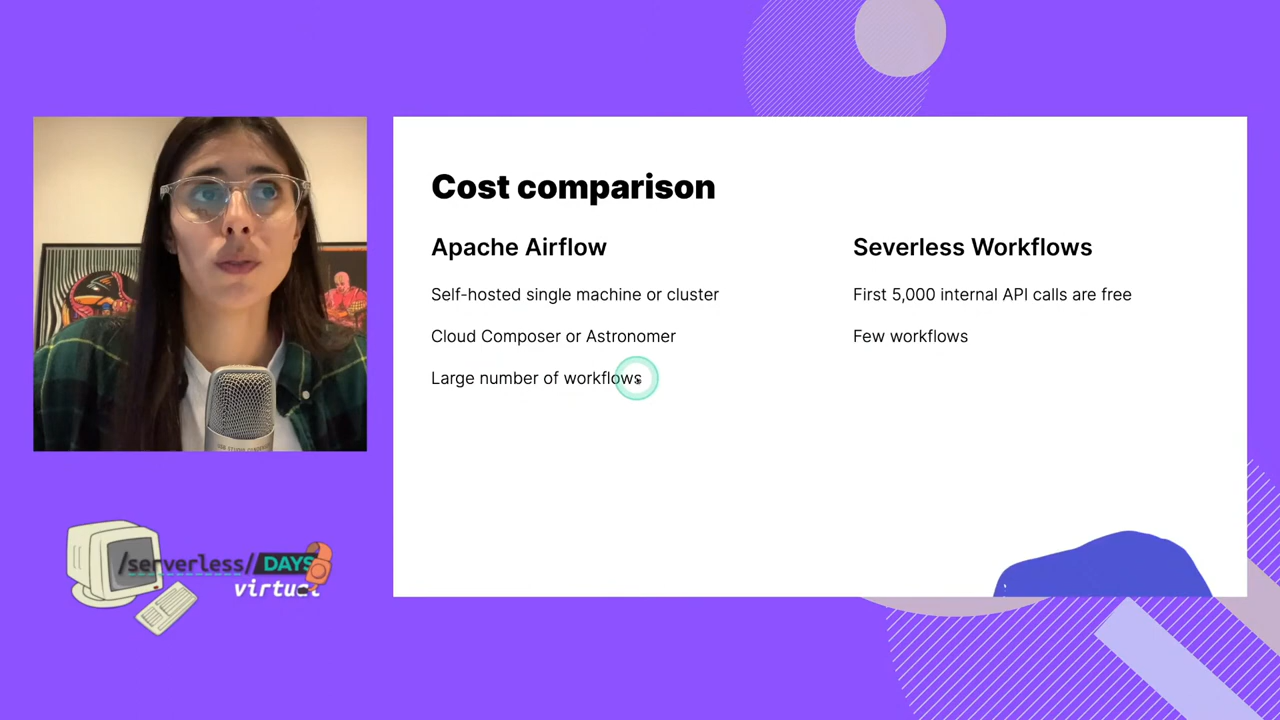 Cost comparison
Apache Airflow
Self-hosted single machine or cluster
Cloud Composer or Astronomer
Large number of workflows
Severless Workflows
First 5,000 internal API calls are free
Few workflows
/serverless/DAYS
virtual